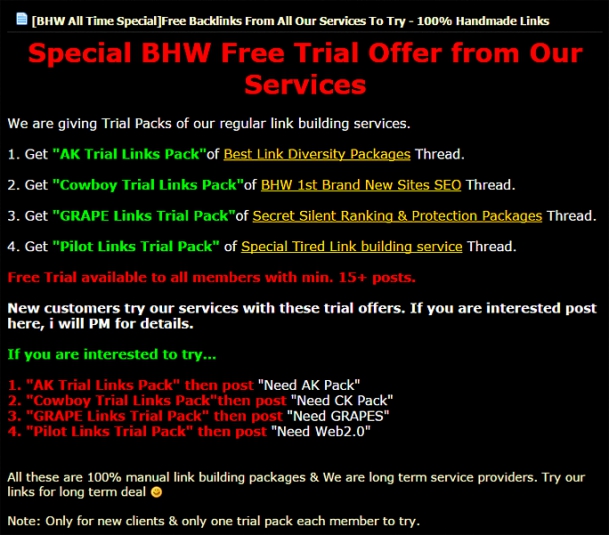 [BHW All Time Special]Free Backlinks From All Our Services To Try - 100% Handmade Links
Special BHW Free Trial Offer from Our
Services
We are giving Trial Packs of our regular link building services.
1. Get "AK Trial Links Pack"of Best Link Diversity Packages Thread.
2. Get "Cowboy Trial Links Pack"of BHW 1st Brand New Sites SEO Thread.
3. Get "GRAPE Links Trial Pack"of Secret Silent Ranking & Protection Packages Thread.
4. Get "Pilot Links Trial Pack" of Special Tired Link building service Thread.
Free Trial available to all members with min. 15+ posts.
New customers try our services with these trial offers. If you are interested post
here, i will PM for details.
If you are interested to try...
1. "AK Trial Links Pack" then post "Need AK Pack"
2. "Cowboy Trial Links Pack"then post "Need CK Pack"
3. "GRAPE Links Trial Pack" then post "Need GRAPES"
4. "Pilot Links Trial Pack" then post "Need Web2.0"
All these are 100% manual link building packages & We are long term service providers. Try our
links for long term deal
Note: Only for new clients & only one trial pack each member to try.